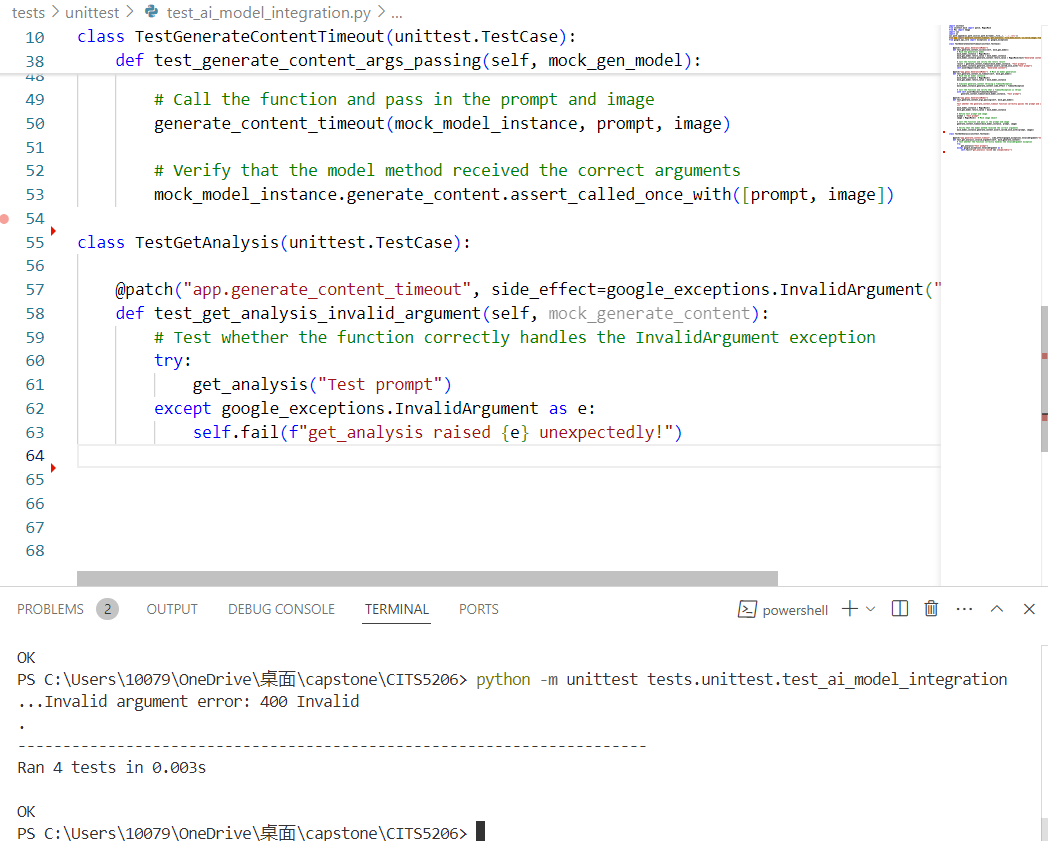 tests > unittest > test_ai_model_integration.py > ...
10 class TestGenerateContentTimeout(unittest.TestCase):
38 def test_generate_content_args_passing(self, mock_gen_model):
48
49 # Call the function and pass in the prompt and image
50 generate_content_timeout(mock_model_instance, prompt, image)
51
52 # Verify that the model method received the correct arguments
53 mock_model_instance.generate_content.assert_called_once_with([prompt, image])
54
55 class TestGetAnalysis(unittest.TestCase):
56
57 @patch("app.generate_content_timeout", side_effect=google_exceptions.InvalidArgument("
58 def test_get_analysis_invalid_argument(self, mock_generate_content):
59 # Test whether the function correctly handles the InvalidArgument exception
60 try:
61 get_analysis("Test prompt")
62 except google_exceptions.InvalidArgument as e:
63 self.fail(f"get_analysis raised {e} unexpectedly!")
64
65
66
67
68
PROBLEMS 2 OUTPUT DEBUG CONSOLE TERMINAL PORTS powershell
OK
PS C:\Users\10079\OneDrive\桌面\capstone\CITS5206> python -m unittest tests.unittest.test_ai_model_integration
...Invalid argument error: 400 Invalid
.
----------------------------------------------------------------------
Ran 4 tests in 0.003s
OK
PS C:\Users\10079\OneDrive\桌面\capstone\CITS5206>